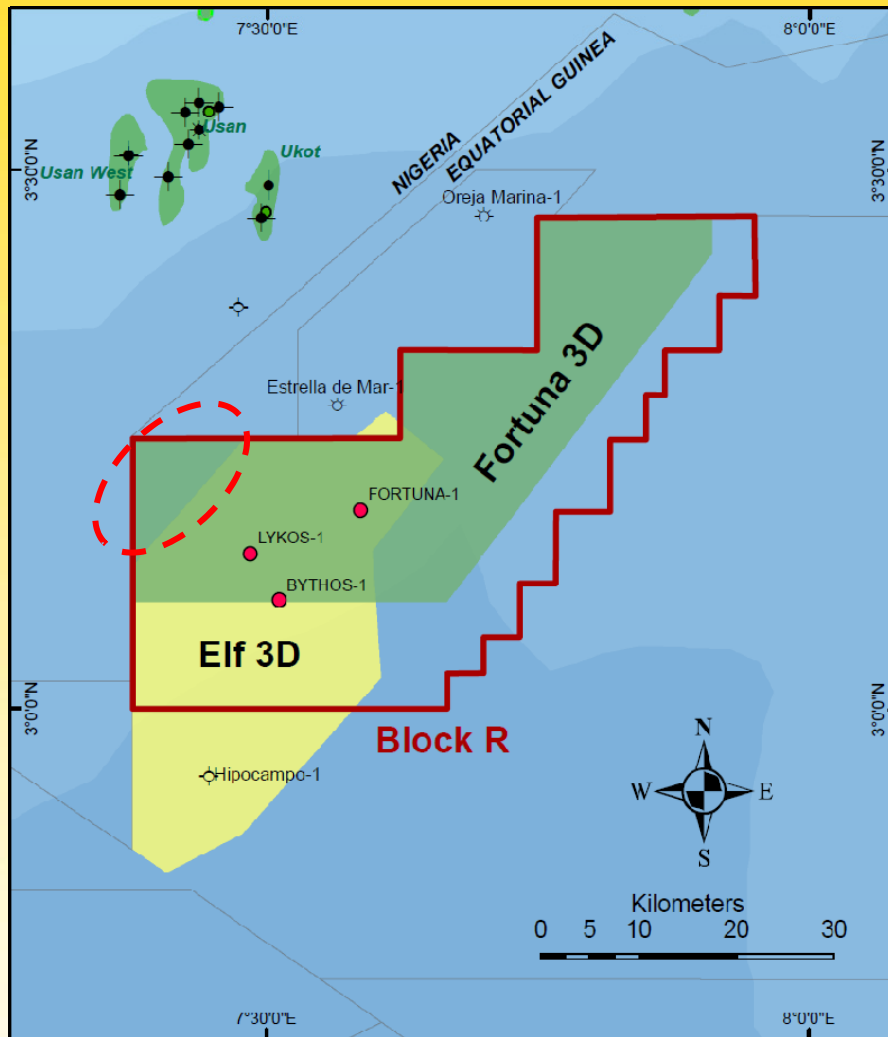 7°30'0"E
8°0'0"E
NIGERIA
EQUATORIAL GUINEA
Usan
Usan West
Ukot
3°30'0"N
3°30'0"N
Oreja Marina-1
Fortuna 3D
Estrella de Mar-1
FORTUNA-1
LYKOS-1
BYTHOS-1
Elf 3D
3°0'0"N
3°0'0"N
Block R
Hipocampo-1
N
W
E
S
Kilometers
0 5 10 20 30
7°30'0"E
8°0'0"E